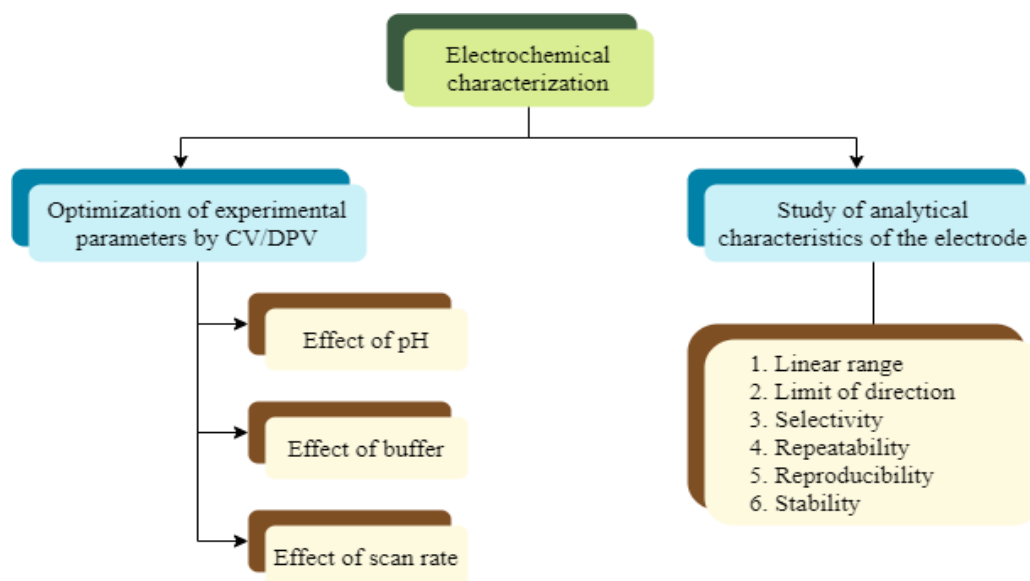 Electrochemical
characterization
Optimization of experimental
parameters by CV/DPV
Effect of pH
Effect of buffer
Effect of scan rate
Study of analytical
characteristics of the electrode
1. Linear range
2. Limit of direction
3. Selectivity
4. Repeatability
5. Reproducibility
6. Stability